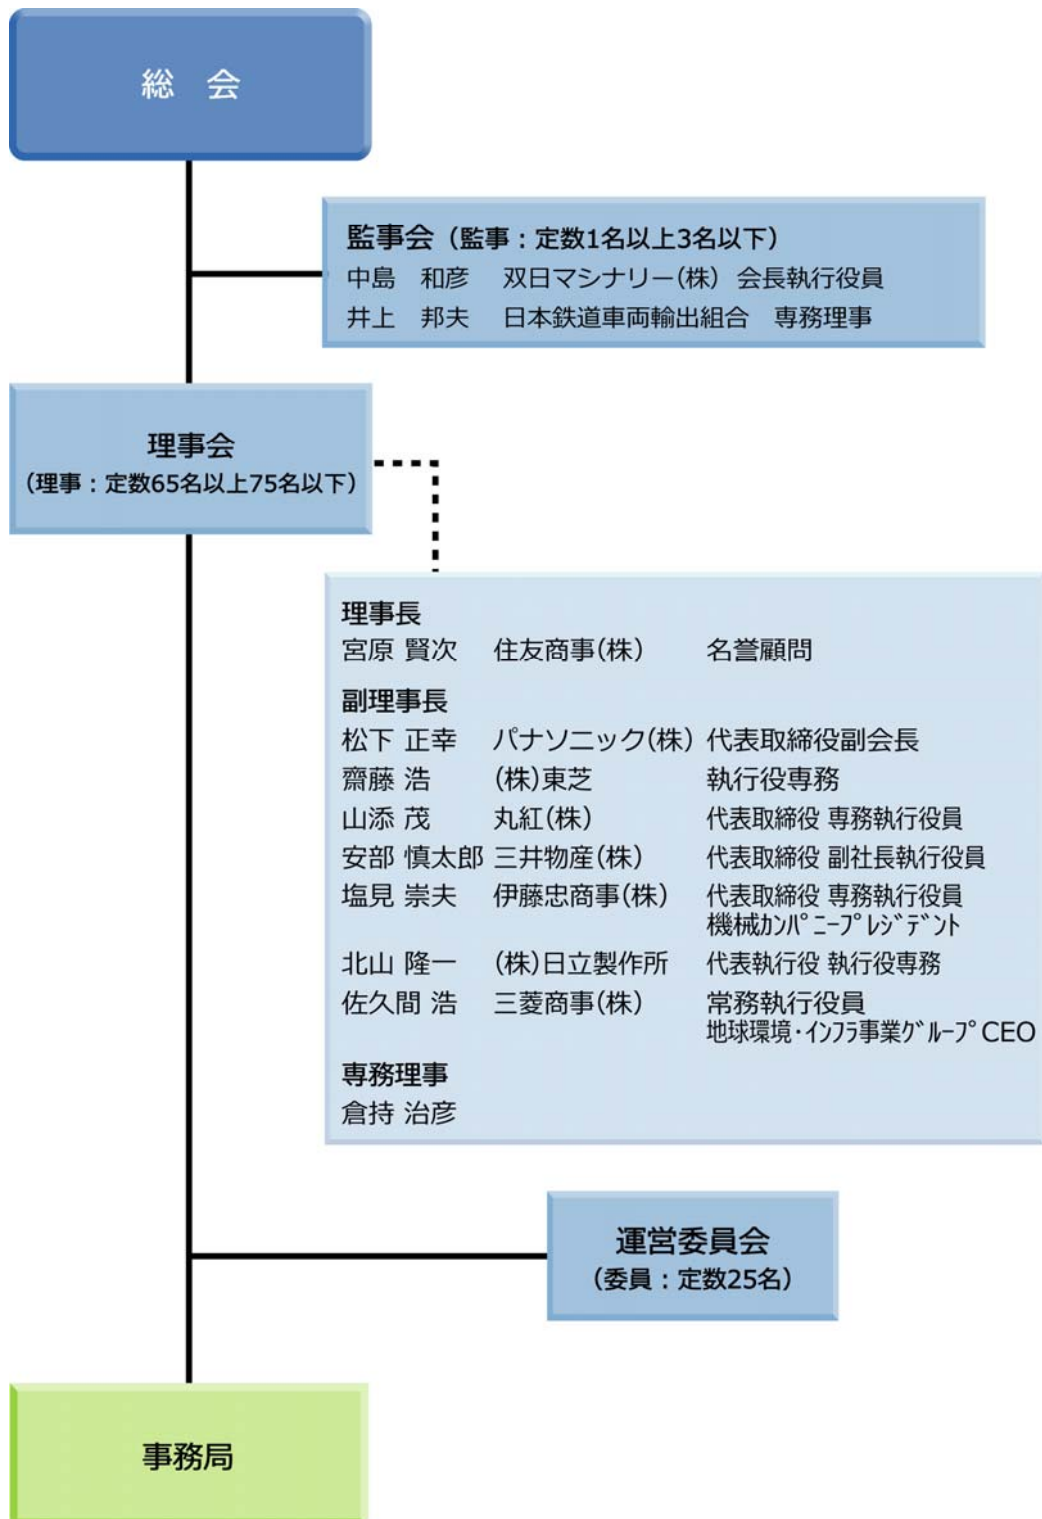 総　会
監事会（監事：定数1名以上3名以下）
中島　和彦　双日マシナリー(株)　会長執行役員
井上　邦夫　日本鉄道車両輸出組合　専務理事
理事会
（理事：定数65名以上75名以下）
理事長
宮原 賢次　住友商事(株)　名誉顧問
副理事長
松下 正幸　パナソニック(株) 代表取締役副会長
齋藤 浩　(株)東芝　執行役専務
山添 茂　丸紅(株)　代表取締役 専務執行役員
安部 慎太郎 三井物産(株)　代表取締役 副社長執行役員
塩見 崇夫　伊藤忠商事(株)　代表取締役 専務執行役員
機械ｶﾝﾊﾟﾆｰﾌﾟﾚｼﾞﾃﾞﾝﾄ
北山 隆一　(株)日立製作所　代表執行役 執行役専務
佐久間 浩　三菱商事(株)　常務執行役員
地球環境・ｲﾝﾌﾗ事業ｸﾞﾙｰﾌﾟCEO
専務理事
倉持 治彦
運営委員会
（委員：定数25名）
事務局